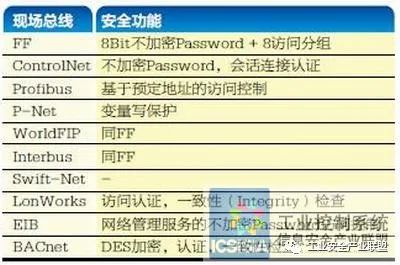 现场总线 安全功能
FF 8Bit不加密Password + 8访问分组
ControlNet 不加密Password，会话连接认证
Profibus 基于预定地址的访问控制
P-Net 变量写保护
WorldFIP 同FF
Interbus 同FF
Swift-Net -
LonWorks 访问认证，一致性（Integrity）检查
EIB 网络管理服务的不加密Password
BACnet DES加密，认证
工业控制系统
信息安全产业联盟
工业安全产业联盟